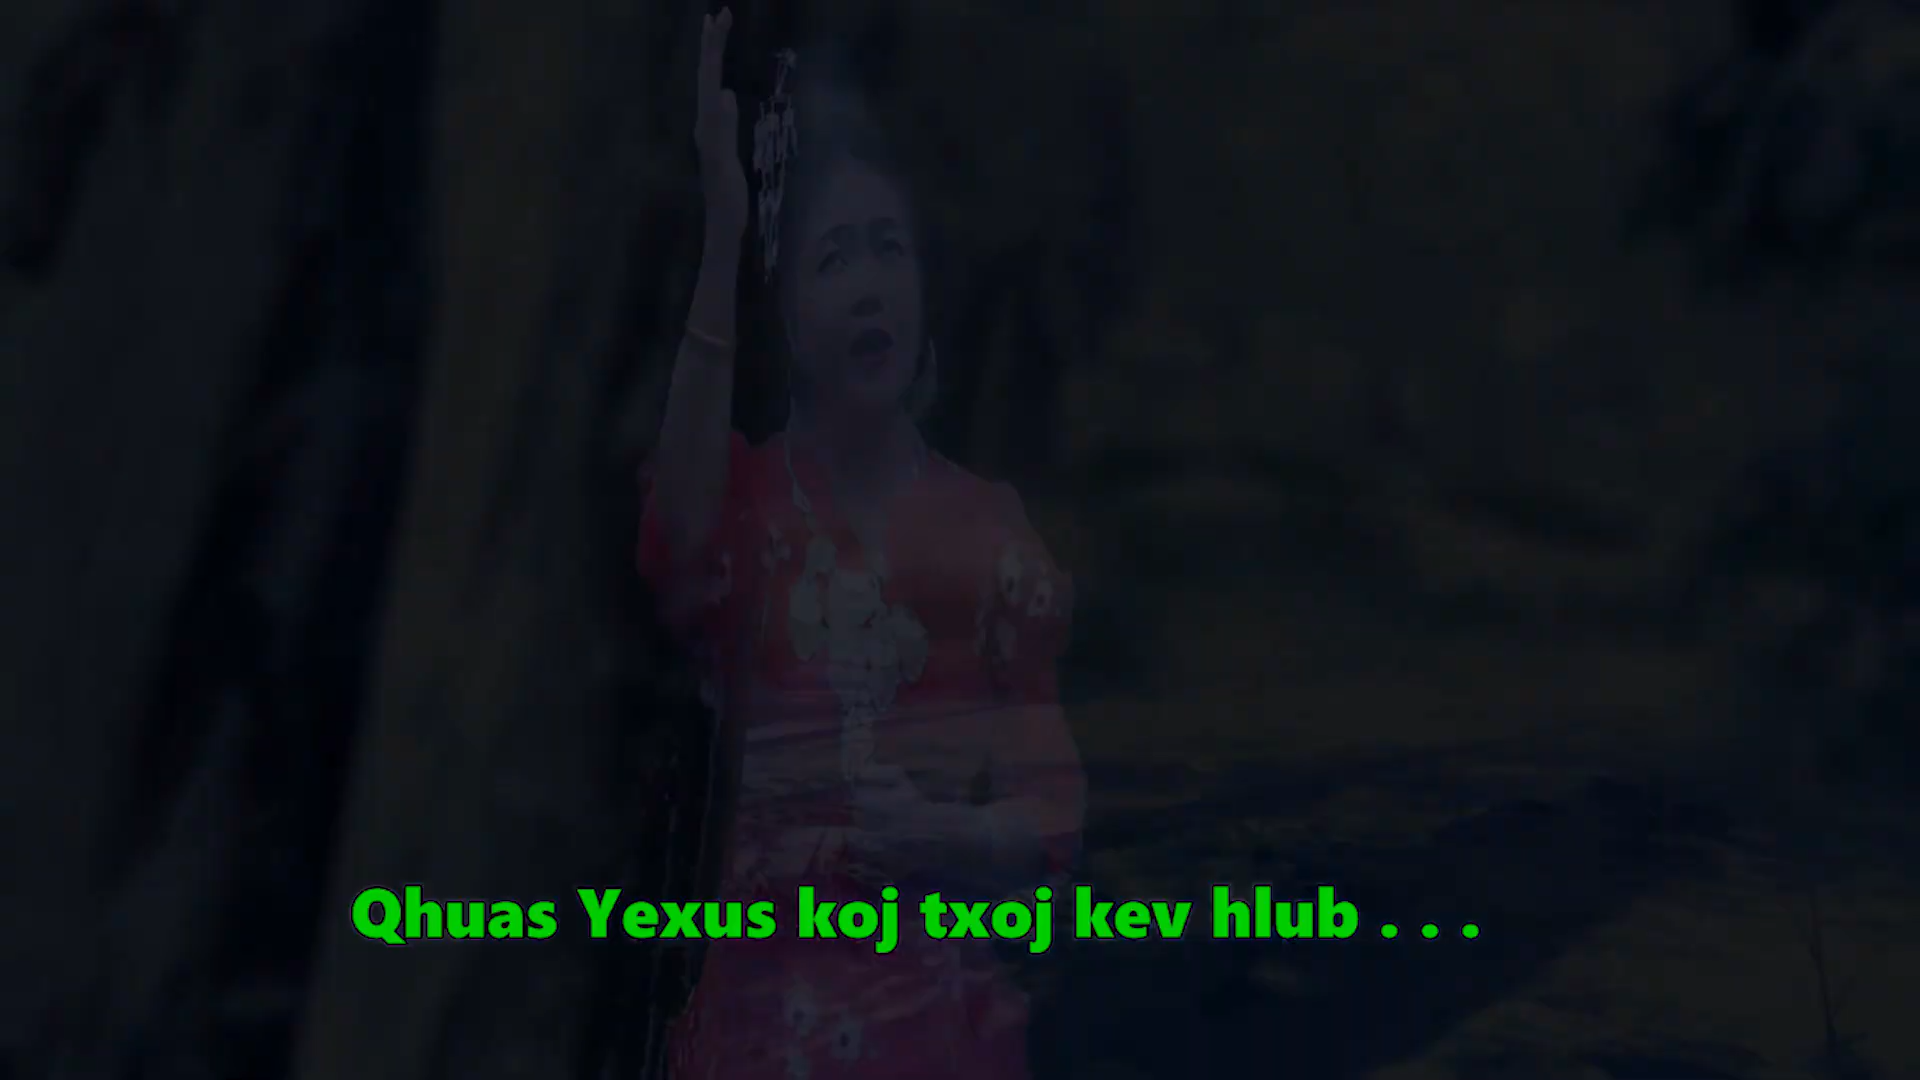 Qhuas Yexus koj txoj kev hlub . . .